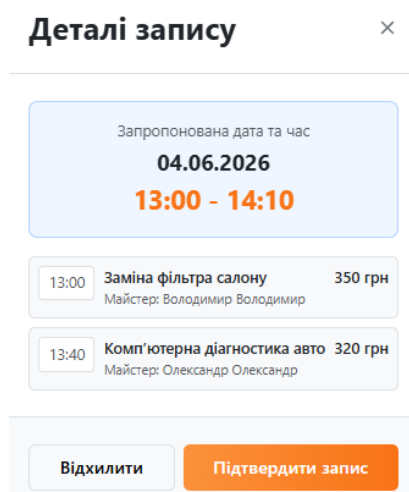 Деталі запису ×
Запропонована дата та час
04.06.2026
13:00 - 14:10
13:00 Заміна фільтра салону 350 грн
Майстер: Володимир Володимир
13:40 Комп’ютерна діагностика авто 320 грн
Майстер: Олександр Олександр
Відхилити Підтвердити запис